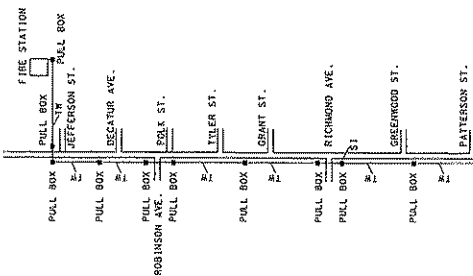 FIRE STATION
PULL BOX
PULL BOX
JEFFERSON ST.
DECATUR AVE.
POLK ST.
TYLER ST.
GRANT ST.
RICHMOND AVE.
GREENWOOD ST.
PATTERSON ST.
PULL BOX
PULL BOX
PULL BOX
ROBINSON AVE.
PULL BOX
PULL BOX
PULL BOX
PULL BOX
PULL BOX